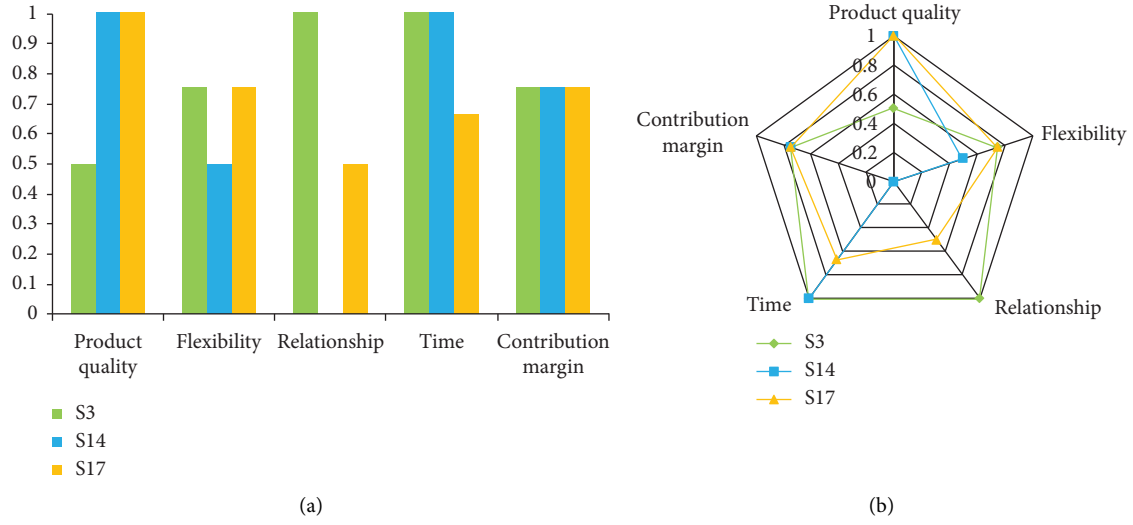 1
0.9
0.8
0.7
0.6
0.5
0.4
0.3
0.2
0.1
0
Product
quality
Flexibility
Relationship
Time
Contribution
margin
S3
S14
S17
(a)
Product quality
1
0.8
0.6
0.4
0.2
0
Contribution
margin
Flexibility
Time
Relationship
S3
S14
S17
(b)